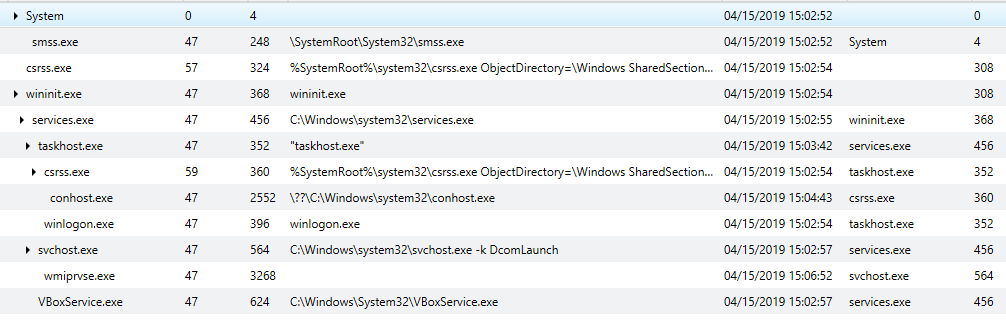 System 0 4 04/15/2019 15:02:52 0
smss.exe 47 248 \SystemRoot\System32\smss.exe 04/15/2019 15:02:52 System 4
csrss.exe 57 324 %SystemRoot%\system32\csrss.exe ObjectDirectory=\Windows SharedSection... 04/15/2019 15:02:54 308
wininit.exe 47 368 wininit.exe 04/15/2019 15:02:54 308
services.exe 47 456 C:\Windows\system32\services.exe 04/15/2019 15:02:55 wininit.exe 368
taskhost.exe 47 352 "taskhost.exe" 04/15/2019 15:03:42 services.exe 456
csrss.exe 59 360 %SystemRoot%\system32\csrss.exe ObjectDirectory=\Windows SharedSection... 04/15/2019 15:02:54 taskhost.exe 352
conhost.exe 47 2552 \??\C:\Windows\system32\conhost.exe 04/15/2019 15:04:43 csrss.exe 360
winlogon.exe 47 396 winlogon.exe 04/15/2019 15:02:54 taskhost.exe 352
svchost.exe 47 564 C:\Windows\system32\svchost.exe -k DcomLaunch 04/15/2019 15:02:57 services.exe 456
wmiprvse.exe 47 3268 04/15/2019 15:06:52 svchost.exe 564
VBoxService.exe 47 624 C:\Windows\System32\VBoxService.exe 04/15/2019 15:02:57 services.exe 456